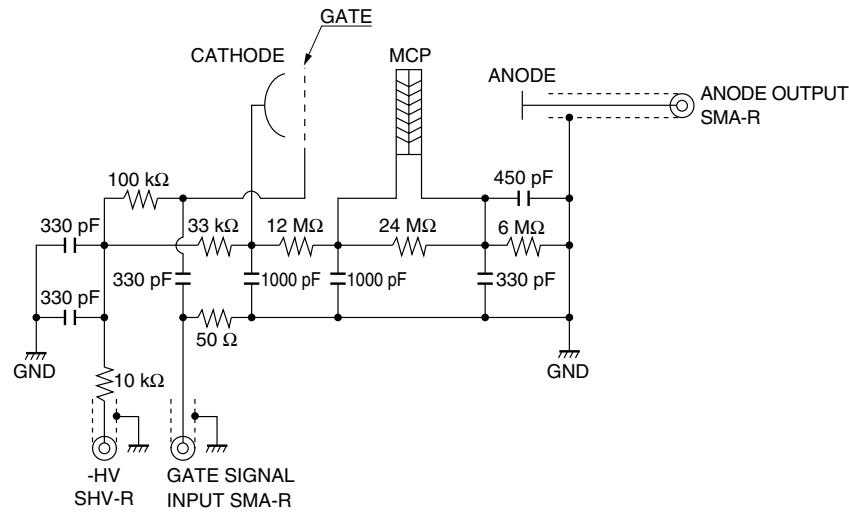 GATE
CATHODE
MCP
ANODE
ANODE OUTPUT
SMA-R
100 kΩ
450 pF
330 pF
33 kΩ
12 MΩ
24 MΩ
6 MΩ
330 pF
1000 pF
1000 pF
330 pF
330 pF
50 Ω
GND
GND
10 kΩ
-HV
SHV-R
GATE SIGNAL
INPUT SMA-R